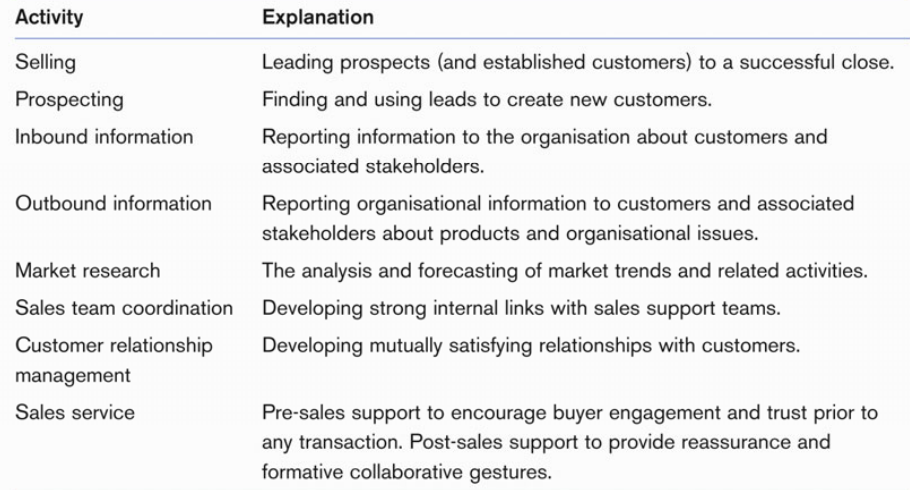 Activity Explanation
Selling Leading prospects (and established customers) to a successful close.
Prospecting Finding and using leads to create new customers.
Inbound information Reporting information to the organisation about customers and
associated stakeholders.
Outbound information Reporting organisational information to customers and associated
stakeholders about products and organisational issues.
Market research The analysis and forecasting of market trends and related activities.
Sales team coordination Developing strong internal links with sales support teams.
Customer relationship Developing mutually satisfying relationships with customers.
management
Sales service Pre-sales support to encourage buyer engagement and trust prior to
any transaction. Post-sales support to provide reassurance and
formative collaborative gestures.